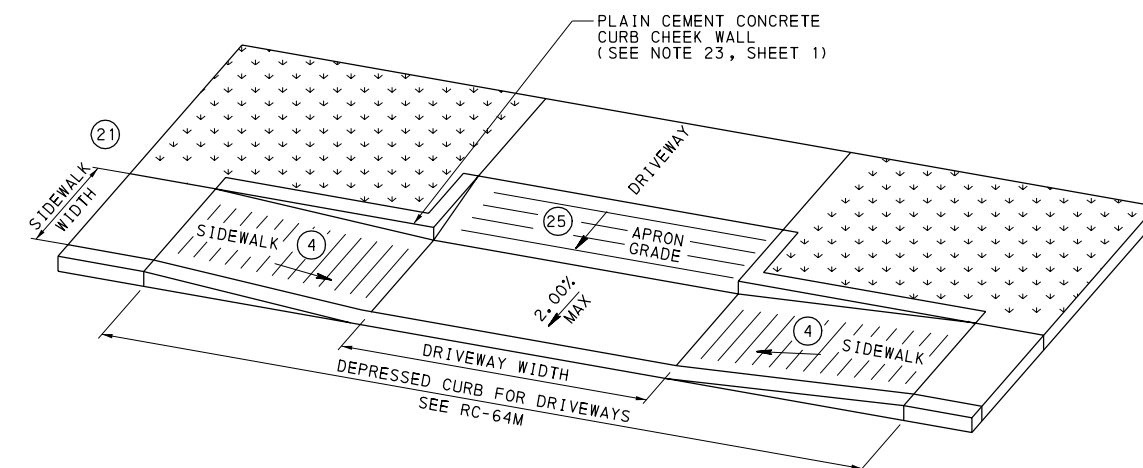 PLAIN CEMENT CONCRETE
CURB CHEEK WALL
(SEE NOTE 23, SHEET 1)
21
SIDEWALK
WIDTH
DRIVEWAY
SIDEWALK
4
25
APRON
GRADE
2.00%
MAX
4
SIDEWALK
DRIVEWAY WIDTH
DEPRESSED CURB FOR DRIVEWAYS
SEE RC-64M